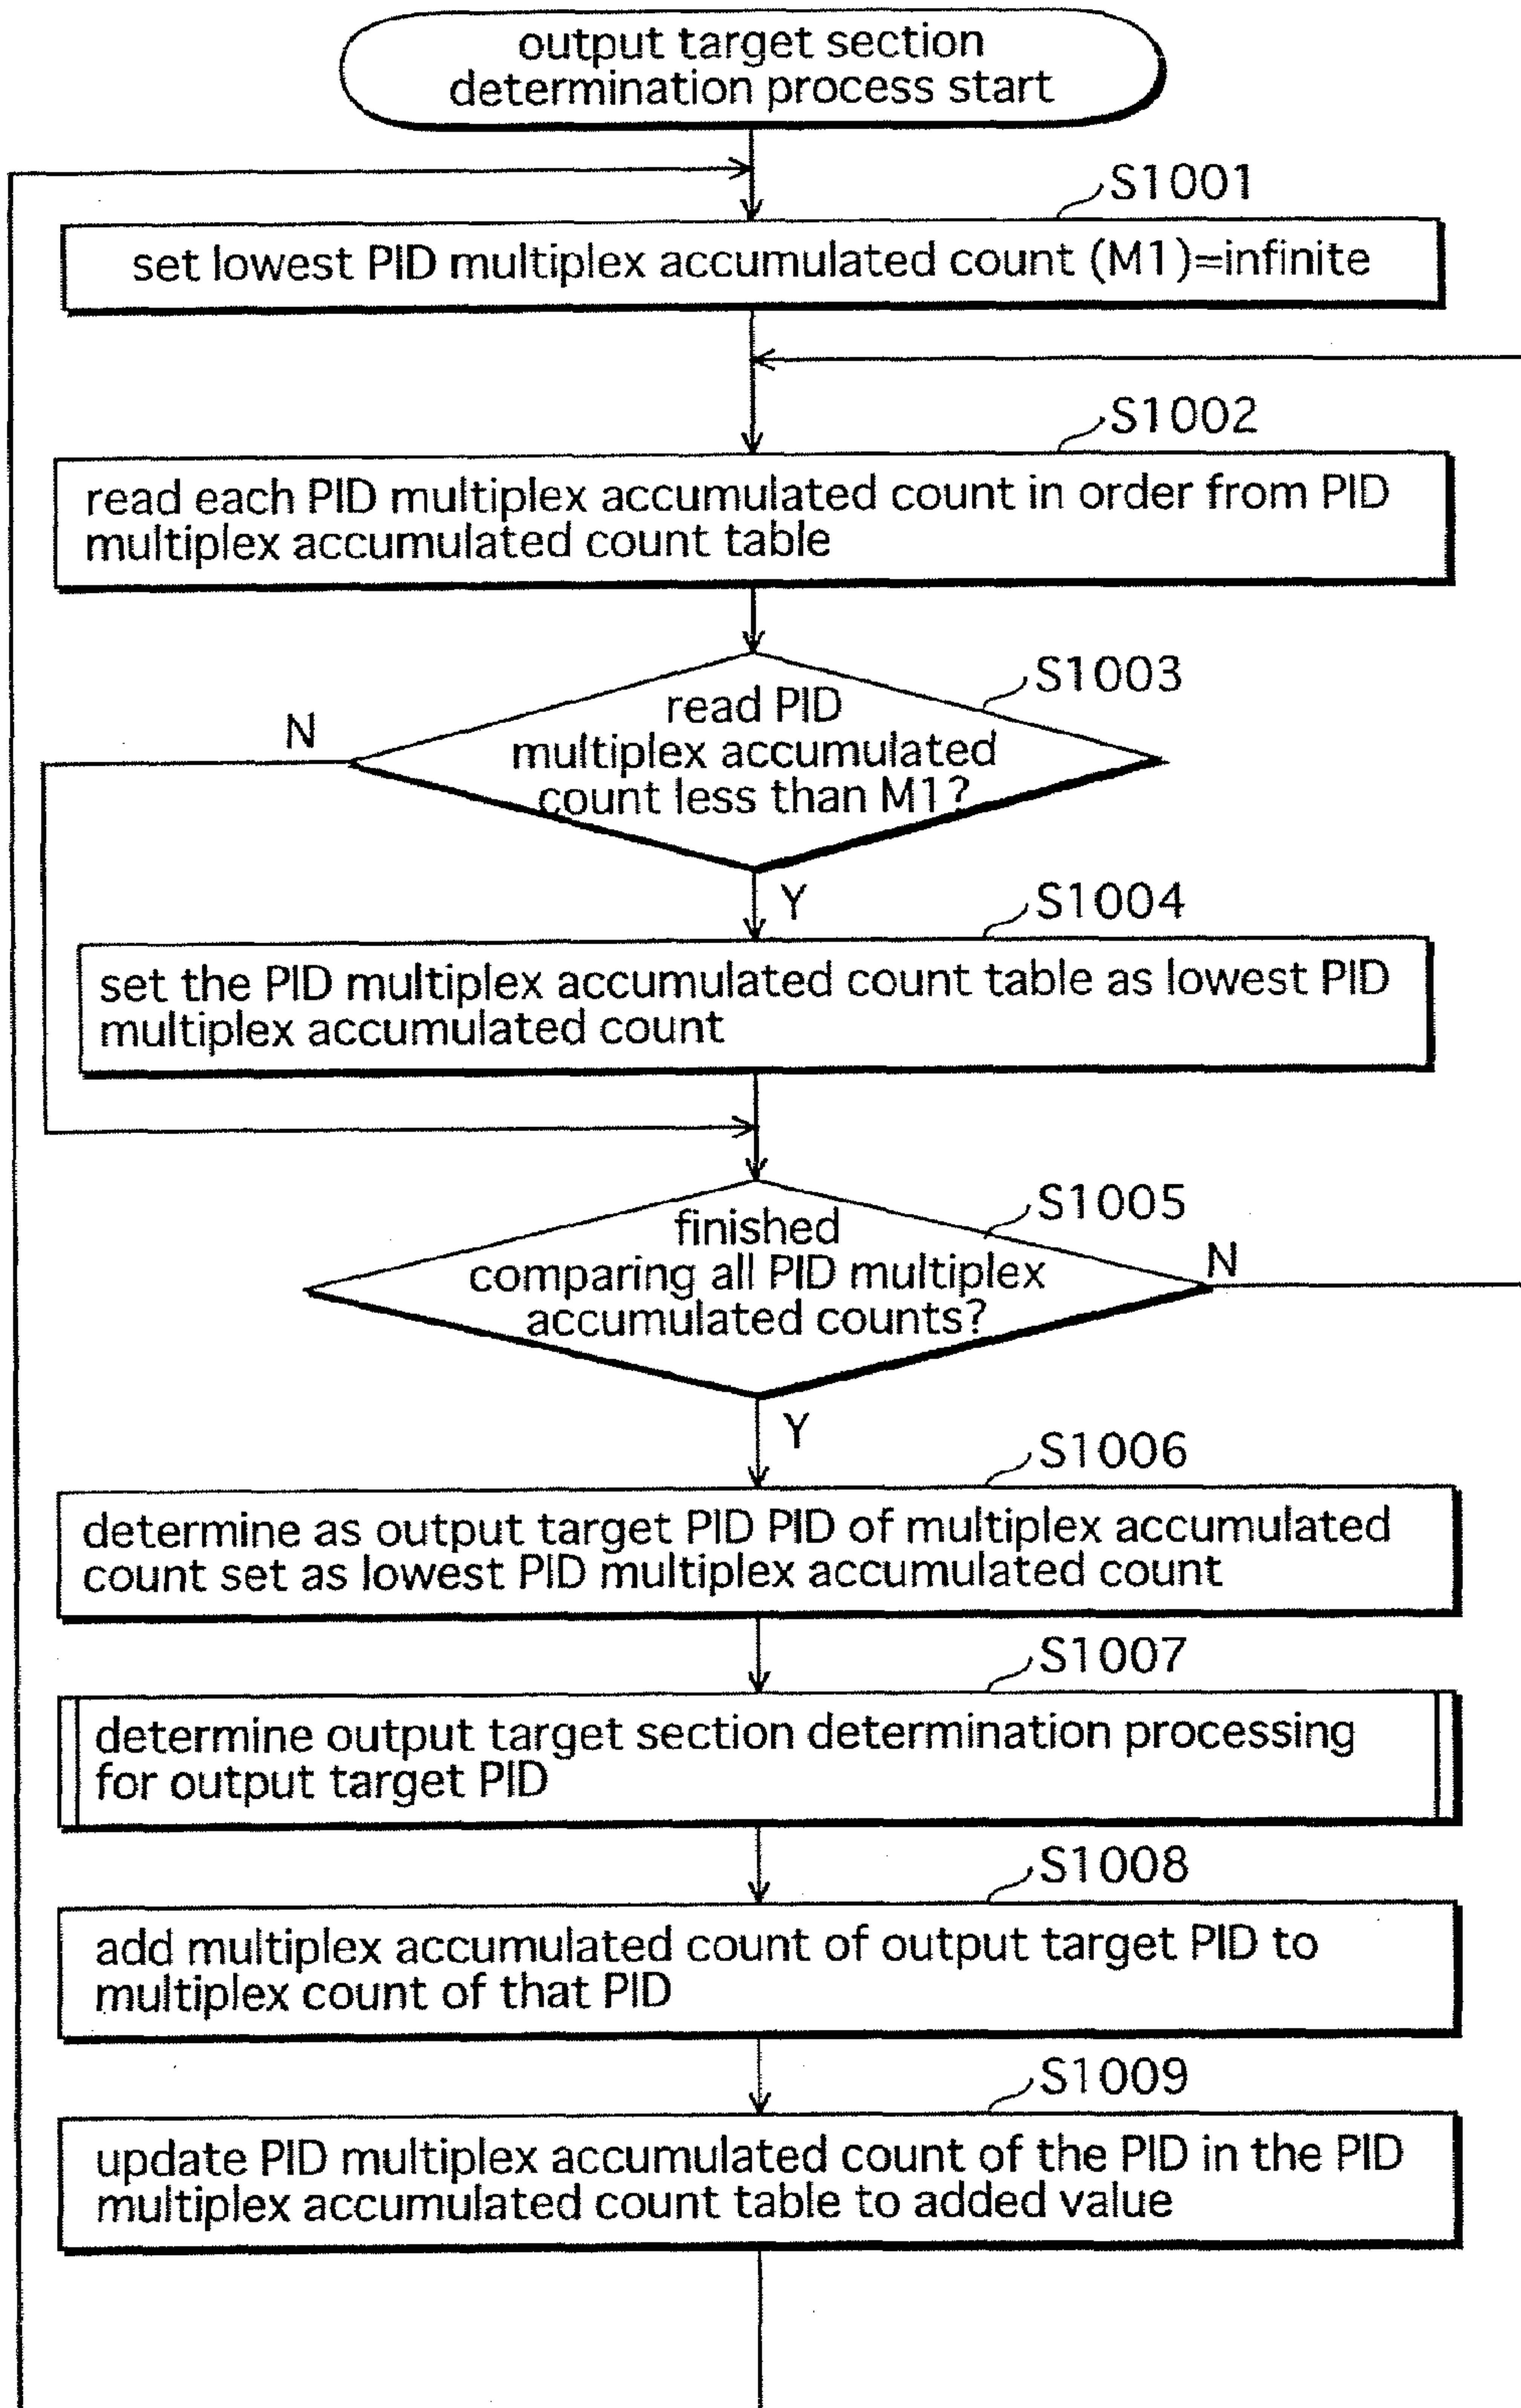 output target section
determination process start
S1001
set lowest PID multiplex accumulated count (M1)=infinite
S1002
read each PID multiplex accumulated count in order from PID
multiplex accumulated count table
S1003
read PID
multiplex accumulated
count less than M1?
N
Y
S1004
set the PID multiplex accumulated count table as lowest PID
multiplex accumulated count
S1005
finished
comparing all PID multiplex
accumulated counts?
N
Y
S1006
determine as output target PID PID of multiplex accumulated
count set as lowest PID multiplex accumulated count
S1007
determine output target section determination processing
for output target PID
S1008
add multiplex accumulated count of output target PID to
multiplex count of that PID
S1009
update PID multiplex accumulated count of the PID in the PID
multiplex accumulated count table to added value